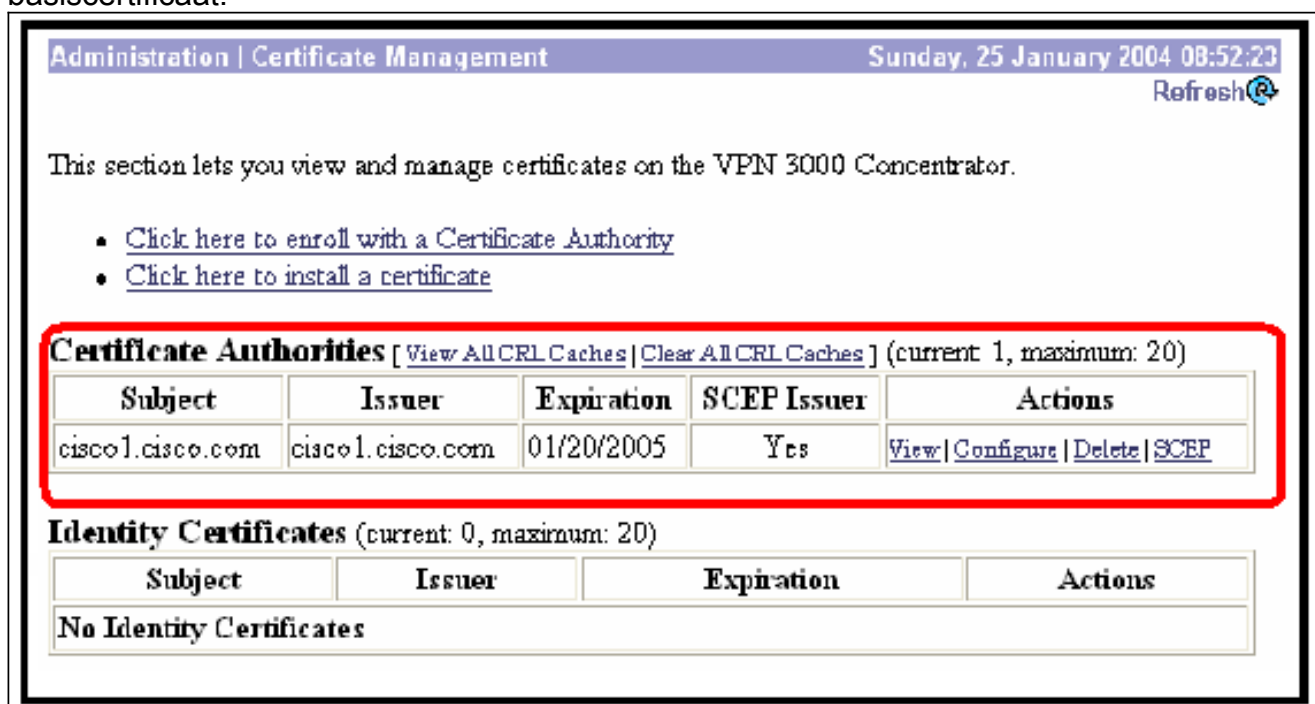 basiscertificaat.
Administration | Certificate Management Sunday, 25 January 2004 08:52:23
Refresh
This section lets you view and manage certificates on the VPN 3000 Concentrator.
• Click here to enroll with a Certificate Authority
• Click here to install a certificate
Certificate Authorities [ View All CRL Caches | Clear All CRL Caches ] (current: 1, maximum: 20)
Subject Issuer Expiration SCEP Issuer Actions
cisco1.cisco.com cisco1.cisco.com 01/20/2005 Yes View | Configure | Delete | SCEP
Identity Certificates (current: 0, maximum: 20)
Subject Issuer Expiration Actions
No Identity Certificates